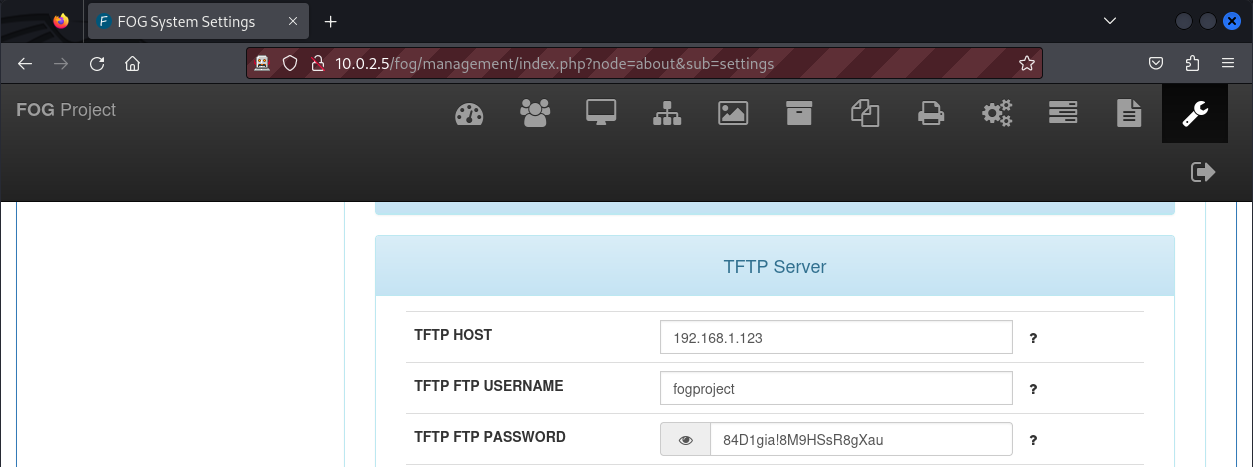 FOG System Settings
10.0.2.5/fog/management/index.php?node=about&sub=settings
FOG Project
TFTP Server
TFTP HOST 192.168.1.123 ?
TFTP FTP USERNAME fogproject ?
TFTP FTP PASSWORD 84D1gia!8M9HSsR8gXau ?